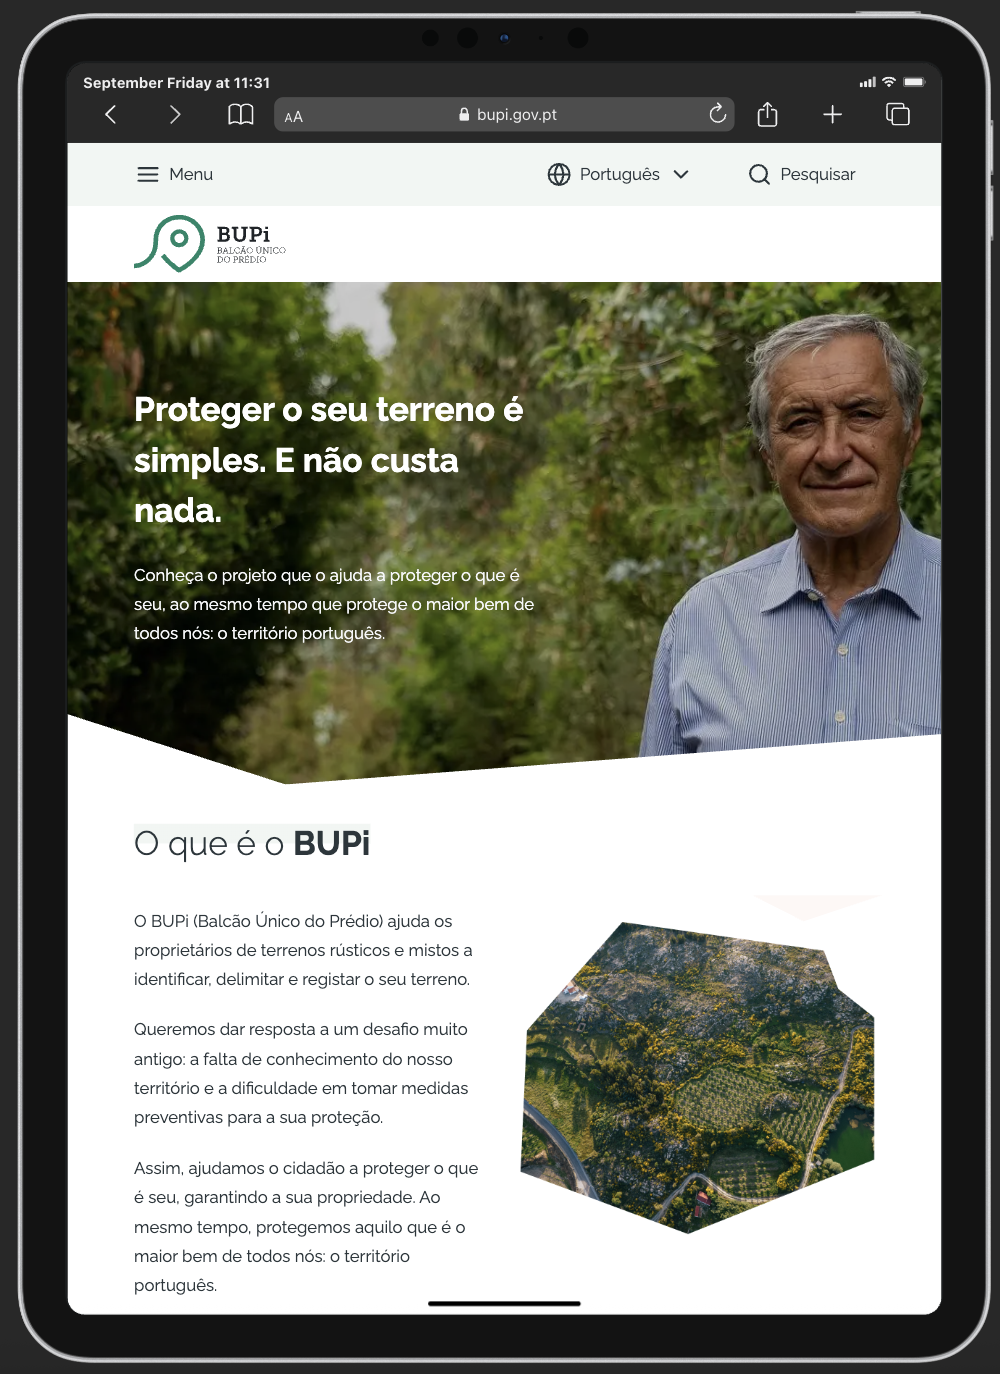 September Friday at 11:31
AA
bupi.gov.pt
Menu
Português
Pesquisar
BUPi
BALCÃO ÚNICO
DO PRÉDIO
Proteger o seu terreno é
simples. E não custa
nada.
Conheça o projeto que o ajuda a proteger o que é
seu, ao mesmo tempo que protege o maior bem de
todos nós: o território português.
O que é o BUPi
O BUPi (Balcão Único do Prédio) ajuda os
proprietários de terrenos rústicos e mistos a
identificar, delimitar e registar o seu terreno.
Queremos dar resposta a um desafio muito
antigo: a falta de conhecimento do nosso
território e a dificuldade em tomar medidas
preventivas para a sua proteção.
Assim, ajudamos o cidadão a proteger o que
é seu, garantindo a sua propriedade. Ao
mesmo tempo, protegemos aquilo que é o
maior bem de todos nós: o território
português.